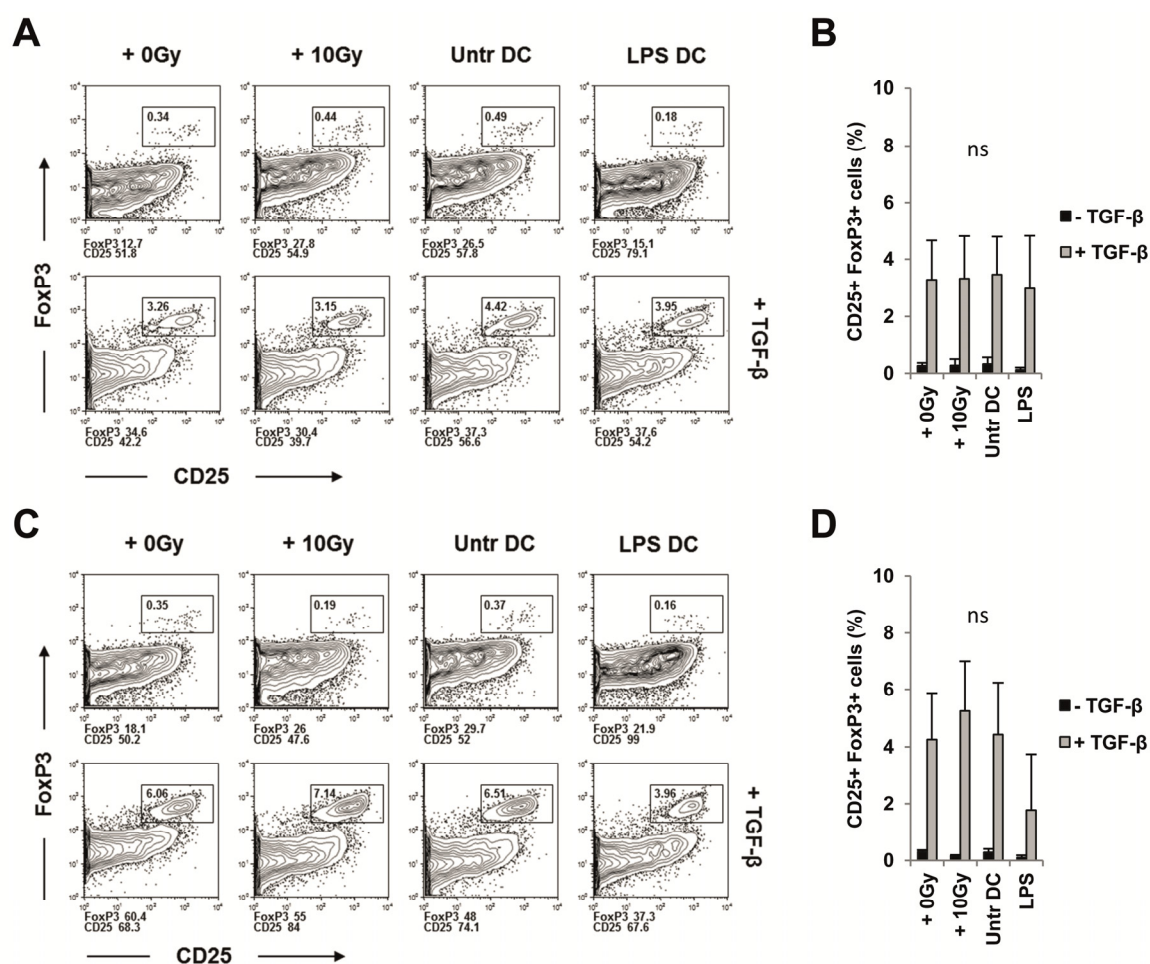 A
+ 0Gy
+ 10Gy
Untr DC
LPS DC
0.34
0.44
0.49
0.18
FoxP3 12.7
CD25 51.8
FoxP3 27.8
CD25 54.9
FoxP3 26.5
CD25 57.8
FoxP3 15.1
CD25 79.1
3.26
3.15
4.42
3.95
FoxP3 34.6
CD25 42.2
FoxP3 30.4
CD25 39.7
FoxP3 37.3
CD25 56.6
FoxP3 37.6
CD25 54.2
FoxP3
+ TGF-β
CD25
B
CD25+ FoxP3+ cells (%)
10
8
6
4
2
0
ns
- TGF-β
+ TGF-β
+ 0Gy
+ 10Gy
Untr DC
LPS
C
+ 0Gy
+ 10Gy
Untr DC
LPS DC
0.35
0.19
0.37
0.16
FoxP3 18.1
CD25 50.2
FoxP3 26
CD25 47.6
FoxP3 29.7
CD25 52
FoxP3 21.9
CD25 99
6.06
7.14
6.51
3.96
FoxP3 60.4
CD25 68.3
FoxP3 55
CD25 84
FoxP3 48
CD25 74.1
FoxP3 37.3
CD25 67.6
FoxP3
+ TGF-β
CD25
D
CD25+ FoxP3+ cells (%)
10
8
6
4
2
0
ns
- TGF-β
+ TGF-β
+ 0Gy
+ 10Gy
Untr DC
LPS